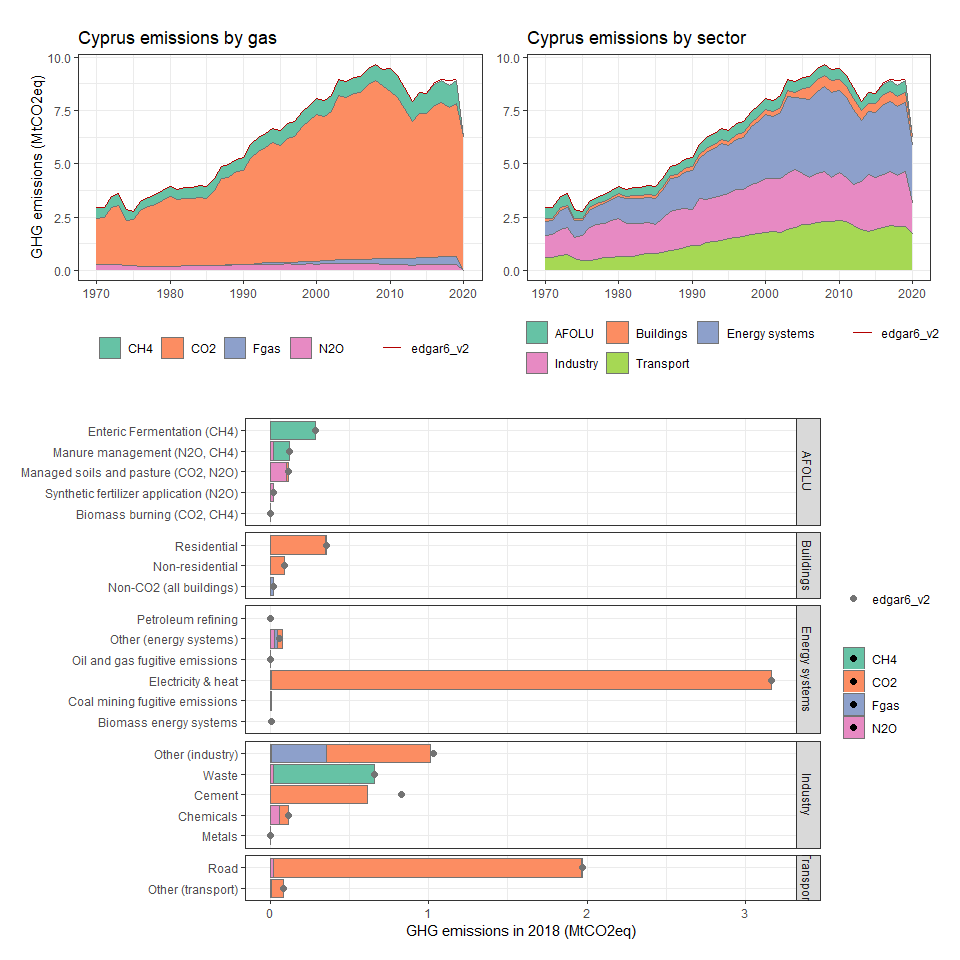 Cyprus emissions by gas
GHG emissions (MtCO2eq)
10.0
7.5
5.0
2.5
0.0
1970 1980 1990 2000 2010 2020
CH4 CO2 Fgas N2O edgar6_v2
Cyprus emissions by sector
10.0
7.5
5.0
2.5
0.0
1970 1980 1990 2000 2010 2020
AFOLU Buildings Energy systems edgar6_v2
Industry Transport
Enteric Fermentation (CH4)
Manure management (N2O, CH4)
Managed soils and pasture (CO2, N2O)
Synthetic fertilizer application (N2O)
Biomass burning (CO2, CH4)
AFOLU
Residential
Non-residential
Non-CO2 (all buildings)
Buildings
Petroleum refining
Other (energy systems)
Oil and gas fugitive emissions
Electricity & heat
Coal mining fugitive emissions
Biomass energy systems
Energy systems
Other (industry)
Waste
Cement
Chemicals
Metals
Industry
Road
Other (transport)
Transpor
0 1 2 3
GHG emissions in 2018 (MtCO2eq)
edgar6_v2
CH4
CO2
Fgas
N2O